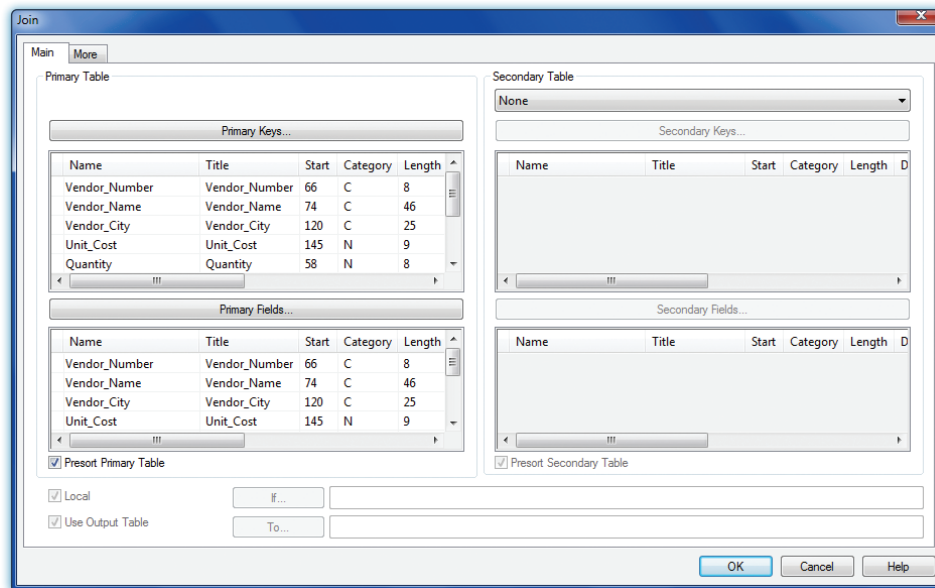 Join
Main More
Primary Table
Secondary Table
None
Primary Keys...
Secondary Keys...
Name Title Start Category Length
Vendor_Number Vendor_Number 66 C 8
Vendor_Name Vendor_Name 74 C 46
Vendor_City Vendor_City 120 C 25
Unit_Cost Unit_Cost 145 N 9
Quantity Quantity 58 N 8
Name Title Start Category Length D
Primary Fields...
Secondary Fields...
Name Title Start Category Length
Vendor_Number Vendor_Number 66 C 8
Vendor_Name Vendor_Name 74 C 46
Vendor_City Vendor_City 120 C 25
Unit_Cost Unit_Cost 145 N 9
Name Title Start Category Length D
Presort Primary Table
Presort Secondary Table
Local If...
Use Output Table To...
OK Cancel Help